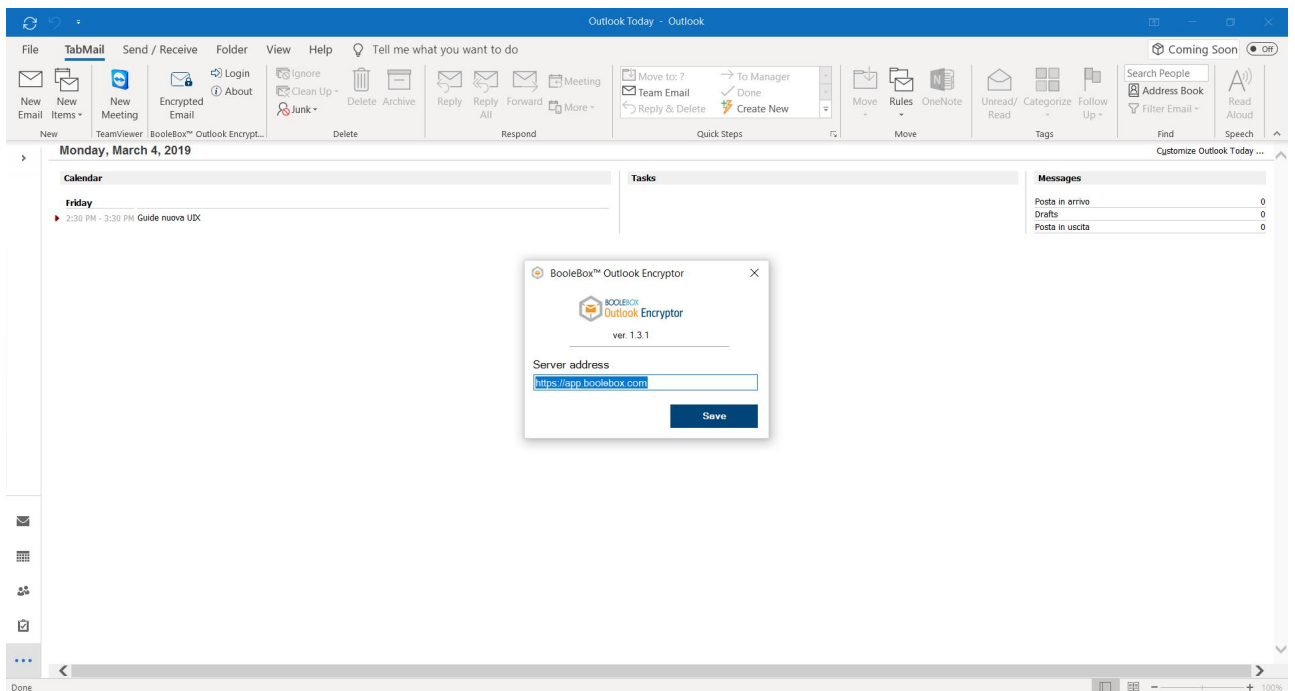 Outlook Today - Outlook
File TabMail Send / Receive Folder View Help Tell me what you want to do Coming Soon Off
New Email
New Items
New Meeting
Encrypted Email
Login
About
Ignore
Clean Up
Junk
Delete Archive
Reply Reply All Forward
Meeting
More
Move to: ? To Manager
Team Email Done
Reply & Delete Create New
Move Rules OneNote
Unread/ Read Categorize Follow Up
Search People
Address Book
Filter Email
Read Aloud
New TeamViewer BooleBox™ Outlook Encrypt... Delete Respond Quick Steps Move Tags Find Speech
Monday, March 4, 2019 Customize Outlook Today ...
Calendar Tasks Messages
Friday
2:30 PM - 3:30 PM Guide nuova UIX
Posta in arrivo 0
Drafts 0
Posta in uscita 0
BooleBox™ Outlook Encryptor
BOOLEBOX
Outlook Encryptor
ver. 1.3.1
Server address
https://app.boolebox.com
Save
Done 100%